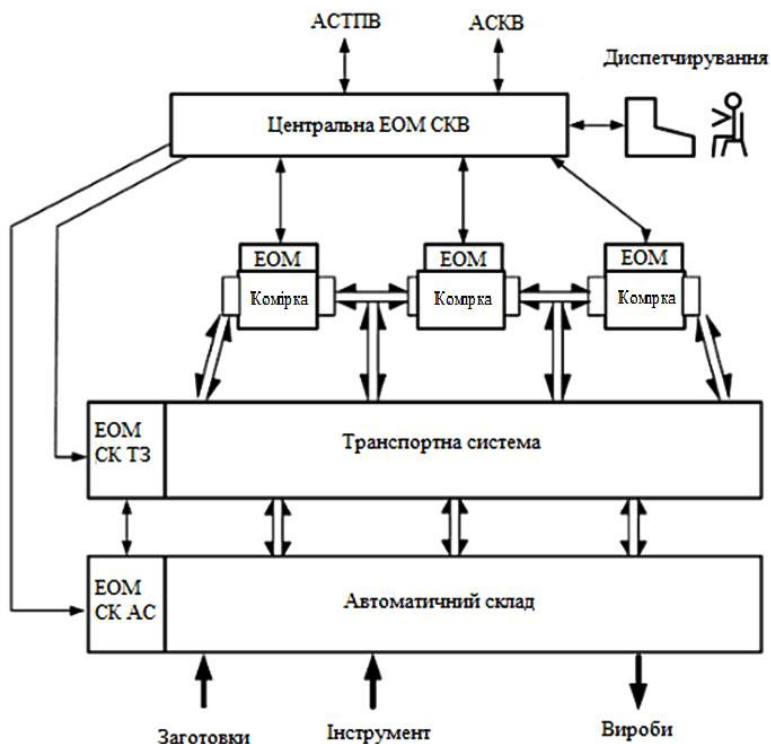 АСТПВ
АСКВ
Диспетчирування
Центральна ЕОМ СКВ
ЕОМ
ЕОМ
ЕОМ
Комірка
Комірка
Комірка
ЕОМ
СК ТЗ
Транспортна система
ЕОМ
СК АС
Автоматичний склад
Заготовки
Інструмент
Вироби